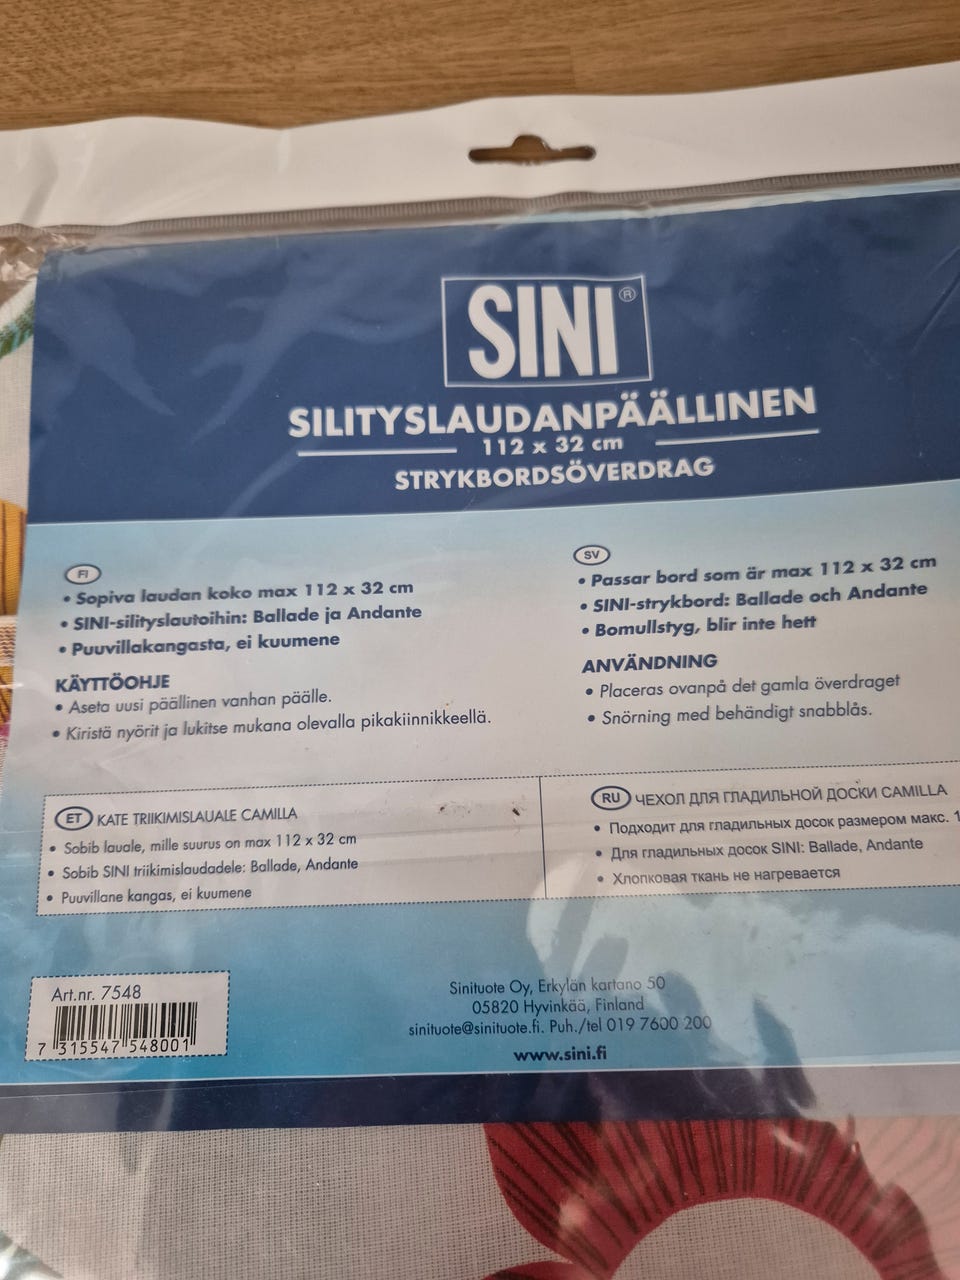 SINI®
SILITYSLAUDANPÄÄLLINEN
112 x 32 cm
STRYKBORDSÖVERDRAG
FI
• Sopiva laudan koko max 112 x 32 cm
• SINI-silityslautoihin: Ballade ja Andante
• Puuvillakangasta, ei kuumene
KÄYTTÖOHJE
• Aseta uusi päällinen vanhan päälle.
• Kiristä nyörit ja lukitse mukana olevalla pikakiinnikkeellä.
SV
• Passar bord som är max 112 x 32 cm
• SINI-strykbord: Ballade och Andante
• Bomullstyg, blir inte hett
ANVÄNDNING
• Placeras ovanpå det gamla överdraget
• Snörning med behändigt snabblås.
ET KATE TRIIKIMISLAUALE CAMILLA
• Sobib lauale, mille suurus on max 112 x 32 cm
• Sobib SINI triikimislaudadele: Ballade, Andante
• Puuvillane kangas, ei kuumene
RU ЧЕХОЛ ДЛЯ ГЛАДИЛЬНОЙ ДОСКИ CAMILLA
• Подходит для гладильных досок размером макс. 1
• Для гладильных досок SINI: Ballade, Andante
• Хлопковая ткань не нагревается
Art.nr. 7548
7 315547 548001
Sinituote Oy, Erkylän kartano 50
05820 Hyvinkää, Finland
sinituote@sinituote.fi. Puh./tel 019 7600 200
www.sini.fi